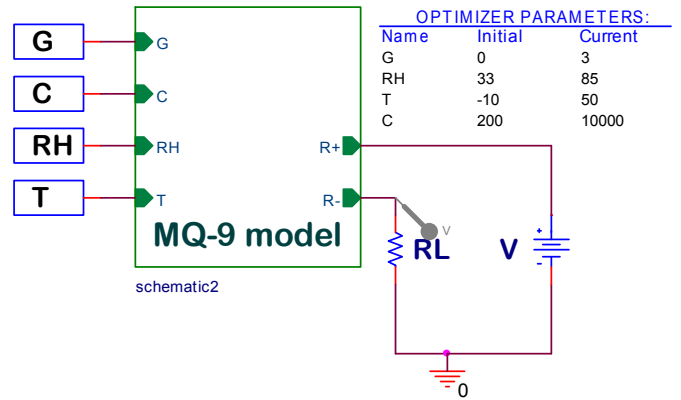 OPTIMIZER PARAMETERS:
Name Initial Current
G 0 3
RH 33 85
T -10 50
C 200 10000
G
G
C
C
RH
RH
R+
T
T
R-
MQ-9 model
V
RL
V
+
-
schematic2
0